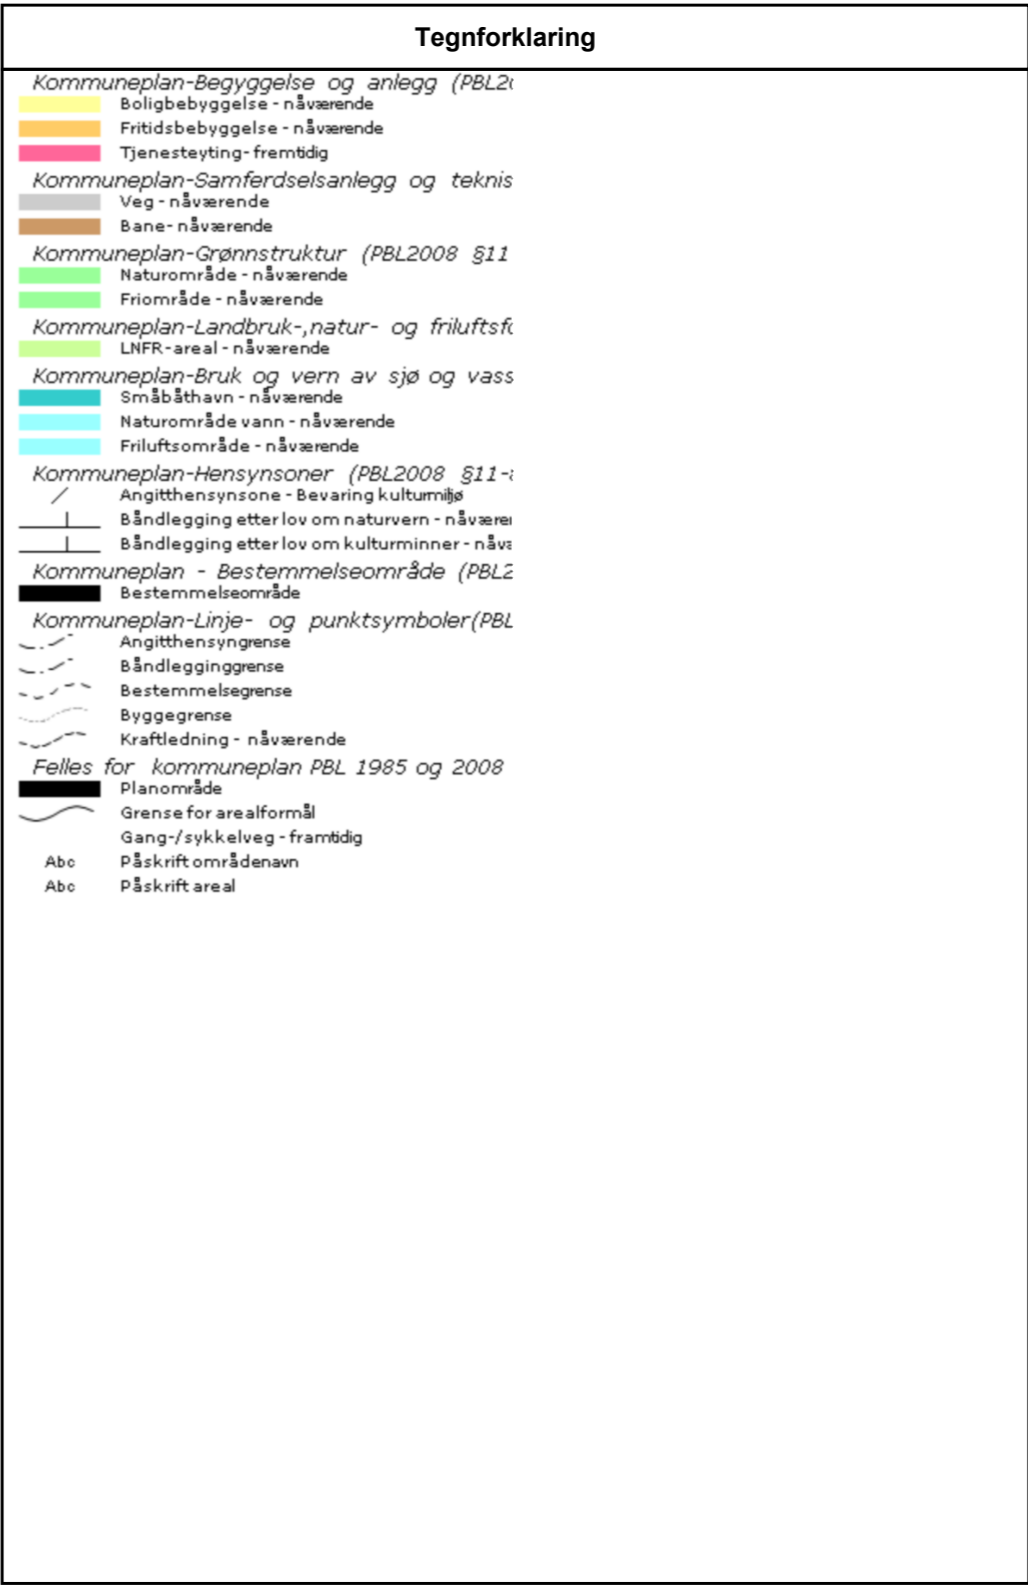 Tegnforklaring
Kommuneplan-Begyggelse og anlegg (PBL20
Boligbebyggelse - nåværende
Fritidsbebyggelse - nåværende
Tjenesteyting- fremtidig
Kommuneplan-Samferdselsanlegg og teknis
Veg - nåværende
Bane- nåværende
Kommuneplan-Grønnstruktur (PBL2008 §11
Naturområde - nåværende
Friområde - nåværende
Kommuneplan-Landbruk-,natur- og friluftsfo
LNFR-areal - nåværende
Kommuneplan-Bruk og vern av sjø og vass
Småbåthavn - nåværende
Naturområde vann - nåværende
Friluftsområde - nåværende
Kommuneplan-Hensynsoner (PBL2008 §11-8
Angitthensynsone - Bevaring kulturmiljø
Båndlegging etter lov om naturvern - nåværen
Båndlegging etter lov om kulturminner - nåvæ
Kommuneplan - Bestemmelseområde (PBL2
Bestemmelseområde
Kommuneplan-Linje- og punktsymboler(PBL
Angitthensyngrense
Båndlegginggrense
Bestemmelsegrense
Byggegrense
Kraftledning - nåværende
Felles for kommuneplan PBL 1985 og 2008
Planområde
Grense for arealformål
Gang-/sykkelveg - framtidig
Abc Påskrift områdenavn
Abc Påskrift areal